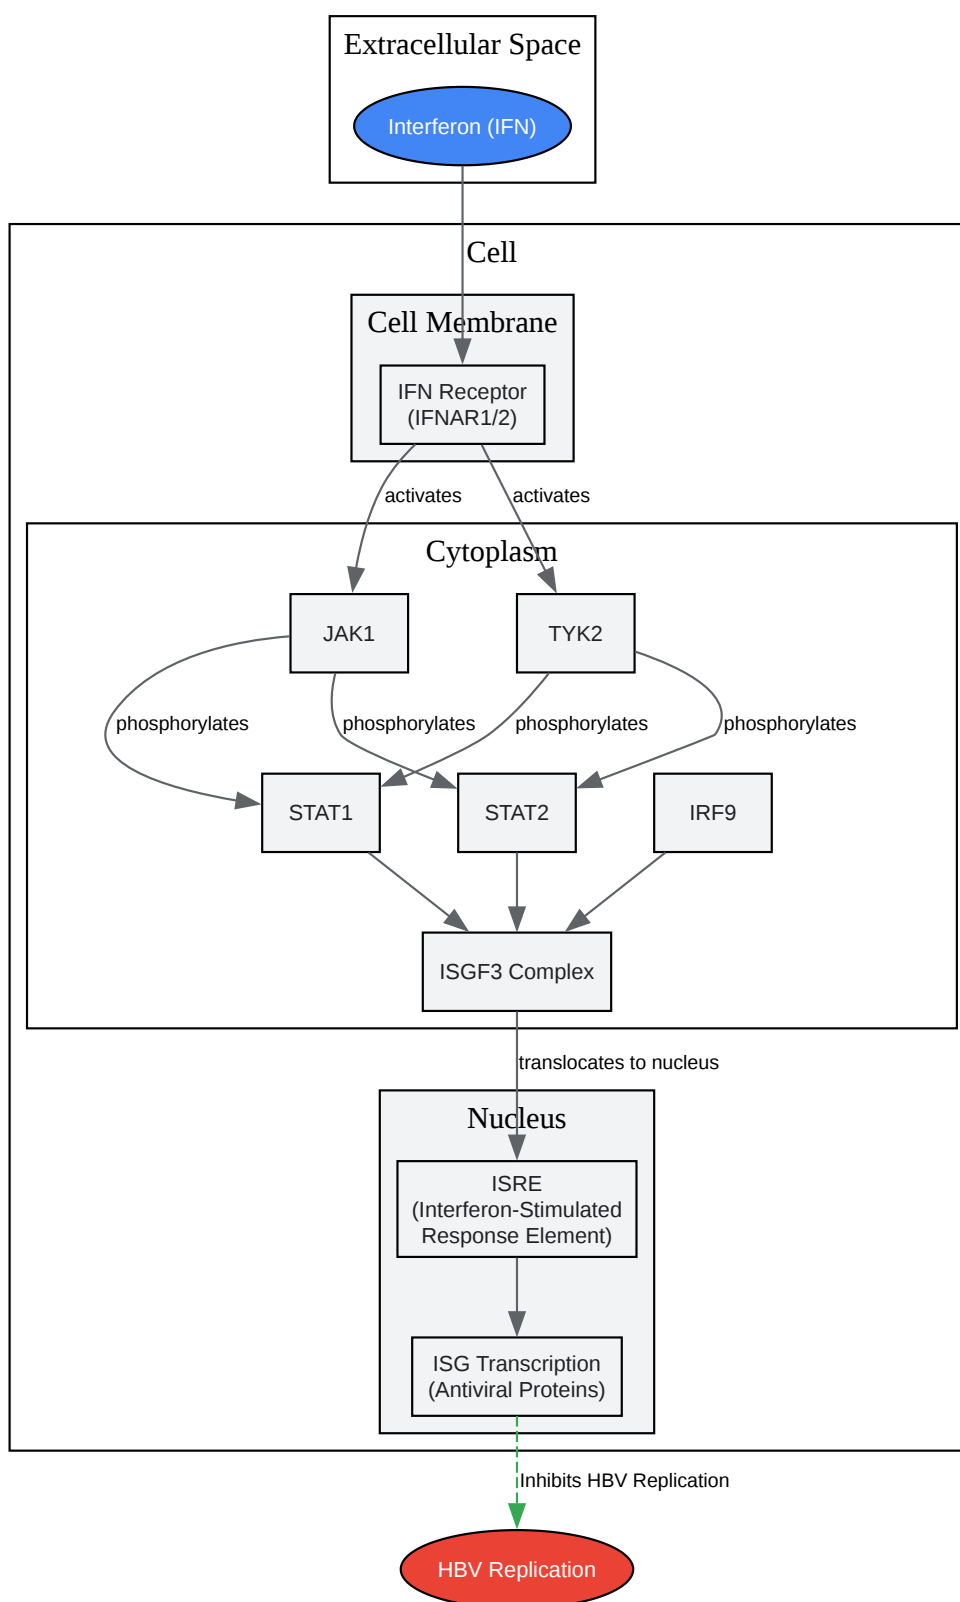 Extracellular Space
Interferon (IFN)
Cell
Cell Membrane
IFN Receptor
(IFNAR1/2)
activates
activates
Cytoplasm
JAK1
TYK2
phosphorylates
phosphorylates
phosphorylates
phosphorylates
STAT1
STAT2
IRF9
ISGF3 Complex
translocates to nucleus
Nucleus
ISRE
(Interferon-Stimulated
Response Element)
ISG Transcription
(Antiviral Proteins)
Inhibits HBV Replication
HBV Replication